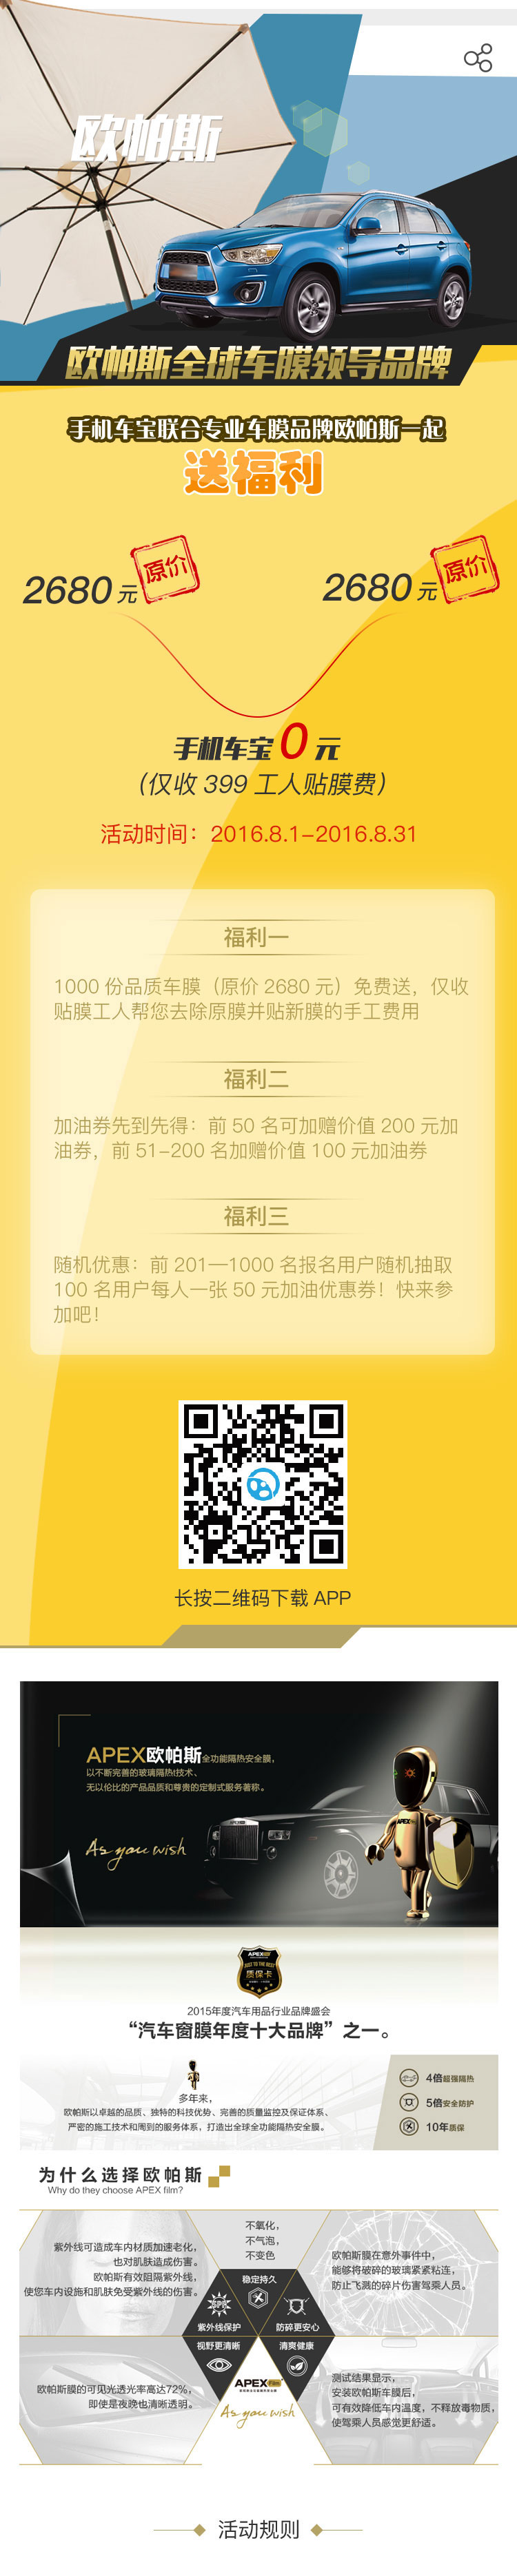 欧帕斯
欧帕斯全球车膜领导品牌
手机车宝联合专业车膜品牌欧帕斯一起
送福利
2680 元 原价
2680 元 原价
手机车宝 0 元
（仅收 399 工人贴膜费）
活动时间：2016.8.1-2016.8.31
福利一
1000 份品质车膜（原价 2680 元）免费送，仅收
贴膜工人帮您去除原膜并贴新膜的手工费用
福利二
加油券先到先得：前 50 名可加赠价值 200 元加
油券，前 51-200 名加赠价值 100 元加油券
福利三
随机优惠：前 201—1000 名报名用户随机抽取
100 名用户每人一张 50 元加油优惠券！快来参
加吧！
长按二维码下载 APP
APEX欧帕斯全功能隔热安全膜，
以不断完善的玻璃隔热技术、
无以伦比的产品品质和尊贵的定制式服务著称。
As you wish
APEX
APEX
JUST TO THE BEST
质保卡
2015年度汽车用品行业品牌盛会
“汽车窗膜年度十大品牌”之一。
多年来，
欧帕斯以卓越的品质、独特的科技优势、完善的质量监控及保证体系、
严密的施工技术和周到的服务体系，打造出全球全功能隔热安全膜。
4倍超强隔热
5倍安全防护
10年质保
为什么选择欧帕斯
Why do they choose APEX film?
紫外线可造成车内材质加速老化，
也对肌肤造成伤害。
欧帕斯有效阻隔紫外线，
使您车内设施和肌肤免受紫外线的伤害。
不氧化，
不气泡，
不变色
稳定持久
欧帕斯膜在意外事件中，
能够将破碎的玻璃紧紧粘连，
防止飞溅的碎片伤害驾乘人员。
SPF
紫外线保护
防碎更安心
视野更清晰
清爽健康
欧帕斯膜的可见光透光率高达72%，
即使是夜晚也清晰透明。
APEX Film
As you wish
测试结果显示，
安装欧帕斯车膜后，
可有效降低车内温度，不释放毒物质，
使驾乘人员感觉更舒适。
活动规则